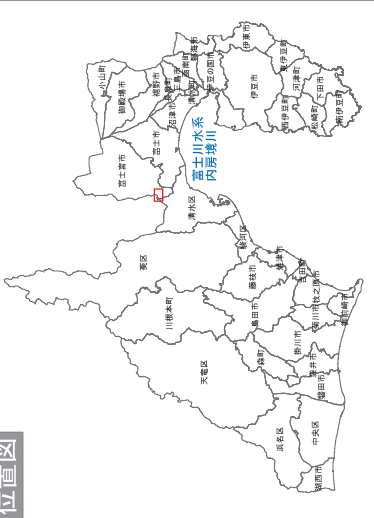 位置図
富士川水系
内房境川
小山町
御殿場市
裾野市
三島市
函南町
熱海市
伊東市
清水町
沼津市
伊豆の国市
伊豆市
東伊豆町
河津町
下田市
西伊豆町
松崎町
南伊豆町
富士市
富士宮市
清水区
葵区
駿河区
焼津市
藤枝市
吉田町
島田市
牧之原市
川根本町
菊川市
御前崎市
掛川市
森町
袋井市
磐田市
天竜区
浜名区
中央区
湖西市